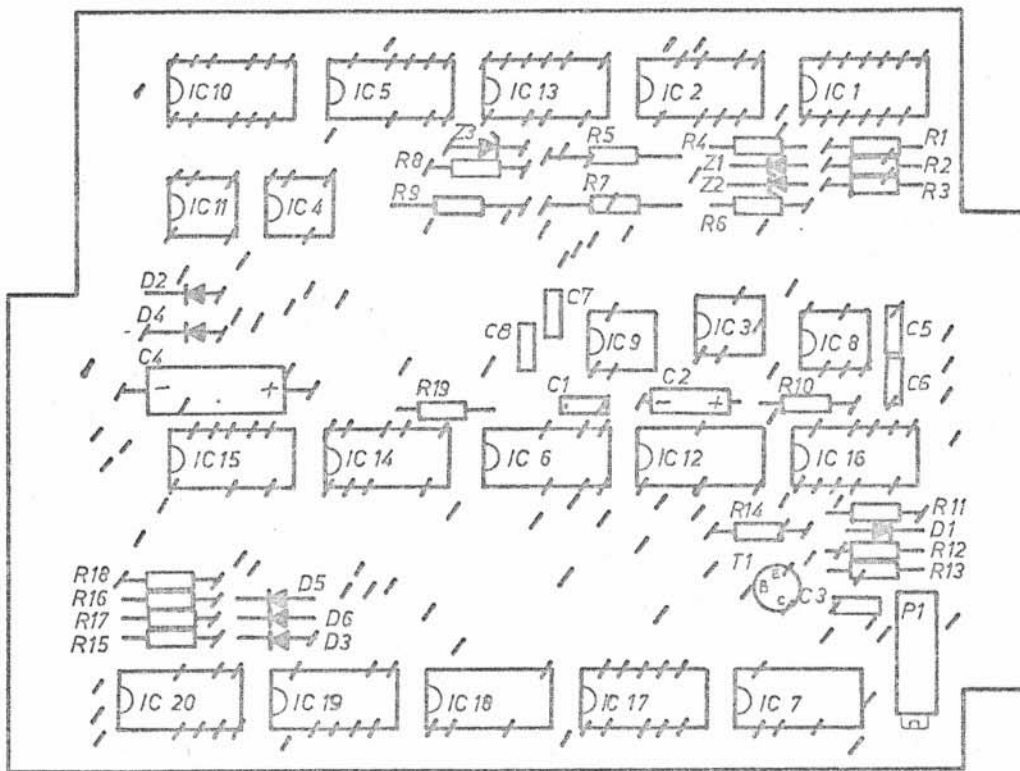 IC 10 IC 5 IC 13 IC 2 IC 1
Z3 R5 R4 R1
R8 Z1 R2
R9 R7 Z2 R3
R6
IC 11 IC 4
D2
D4
C7
C8 IC 9 IC 3 IC 8 C5
C4 C6
- +
R19 C1 C2 R10
- +
IC 15 IC 14 IC 6 IC 12 IC 16
R14 R11
D1
T1 R12
R13
E
B
C
C3 P1
R18
R16 D5
R17 D6
R15 D3
IC 20 IC 19 IC 18 IC 17 IC 7